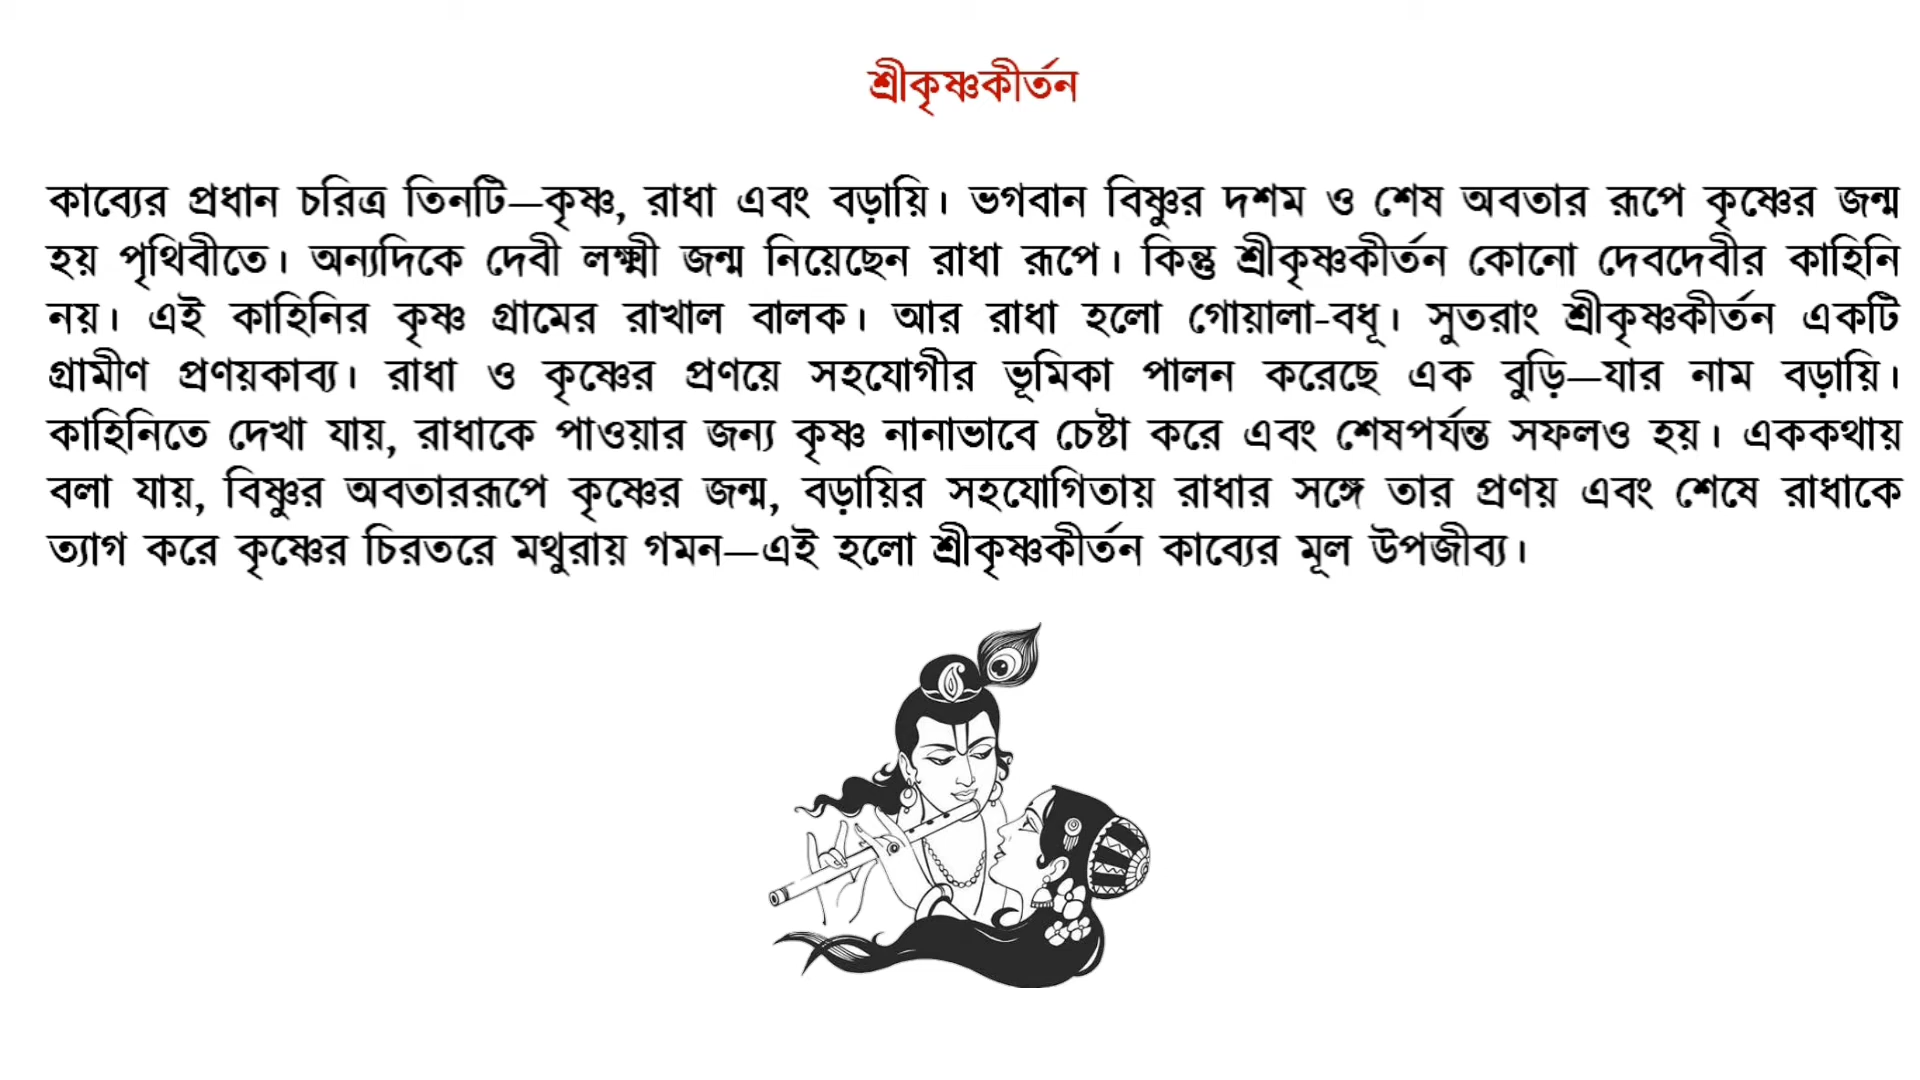 শ্রীকৃষ্ণকীর্তন
কাব্যের প্রধান চরিত্র তিনটি—কৃষ্ণ, রাধা এবং বড়ায়ি। ভগবান বিষ্ণুর দশম ও শেষ অবতার রূপে কৃষ্ণের জন্ম
হয় পৃথিবীতে। অন্যদিকে দেবী লক্ষ্মী জন্ম নিয়েছেন রাধা রূপে। কিন্তু শ্রীকৃষ্ণকীর্তন কোনো দেবদেবীর কাহিনি
নয়। এই কাহিনির কৃষ্ণ গ্রামের রাখাল বালক। আর রাধা হলো গোয়ালা-বধূ। সুতরাং শ্রীকৃষ্ণকীর্তন একটি
গ্রামীণ প্রণয়কাব্য। রাধা ও কৃষ্ণের প্রণয়ে সহযোগীর ভূমিকা পালন করেছে এক বুড়ি—যার নাম বড়ায়ি।
কাহিনিতে দেখা যায়, রাধাকে পাওয়ার জন্য কৃষ্ণ নানাভাবে চেষ্টা করে এবং শেষপর্যন্ত সফলও হয়। এককথায়
বলা যায়, বিষ্ণুর অবতাররূপে কৃষ্ণের জন্ম, বড়ায়ির সহযোগিতায় রাধার সঙ্গে তার প্রণয় এবং শেষে রাধাকে
ত্যাগ করে কৃষ্ণের চিরতরে মথুরায় গমন—এই হলো শ্রীকৃষ্ণকীর্তন কাব্যের মূল উপজীব্য।